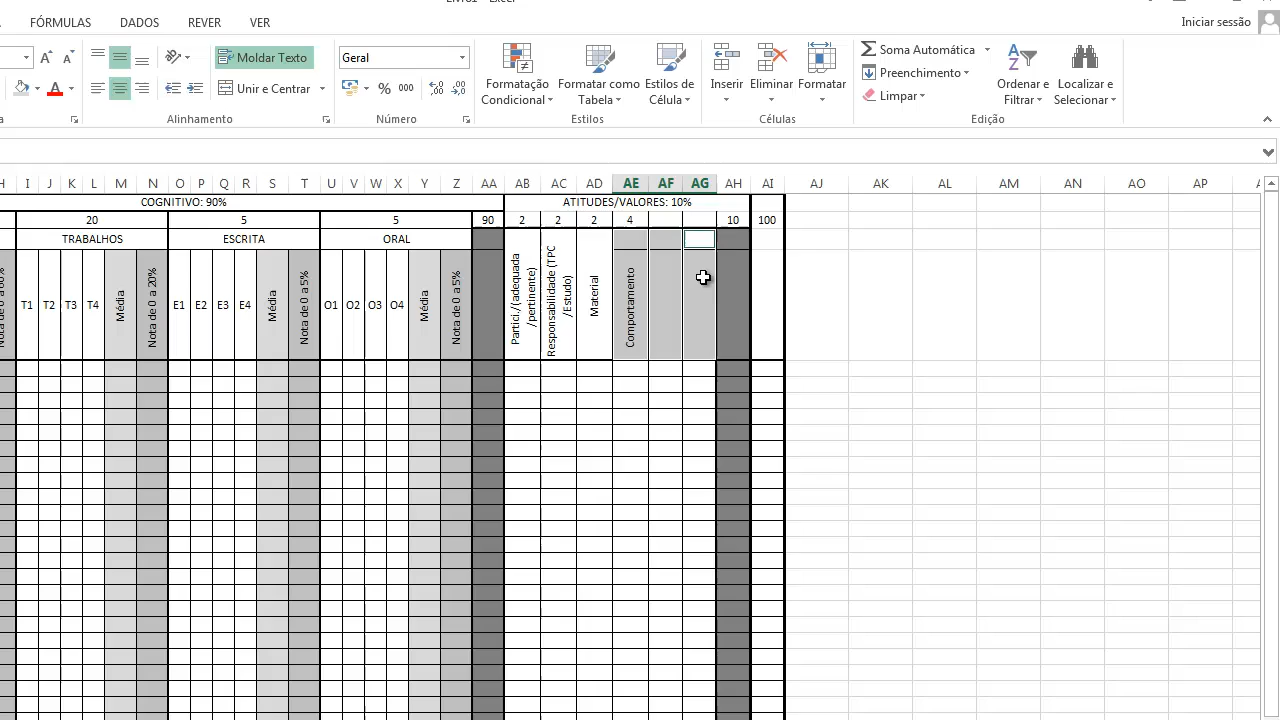 FÓRMULAS DADOS REVER VER
Iniciar sessão
Moldar Texto
Geral
Unir e Centrar
% 000
Formatação Condicional
Formatar como Tabela
Estilos de Célula
Inserir
Eliminar
Formatar
Soma Automática
Preenchimento
Limpar
Ordenar e Filtrar
Localizar e Selecionar
Alinhamento
Número
Estilos
Células
Edição
I J K L M N O P Q R S T U V W X Y Z AA AB AC AD AE AF AG AH AI AJ AK AL AM AN AO AP
COGNITIVO: 90% ATITUDES/VALORES: 10%
20 5 5 90 2 2 2 4 10 100
TRABALHOS ESCRITA ORAL
T1 T2 T3 T4 Média Nota de 0 a 20%
E1 E2 E3 E4 Média Nota de 0 a 5%
O1 O2 O3 O4 Média Nota de 0 a 5%
Partici./(adequada
/pertinente)
Responsabilidade (TPC
/Estudo)
Material
Comportamento